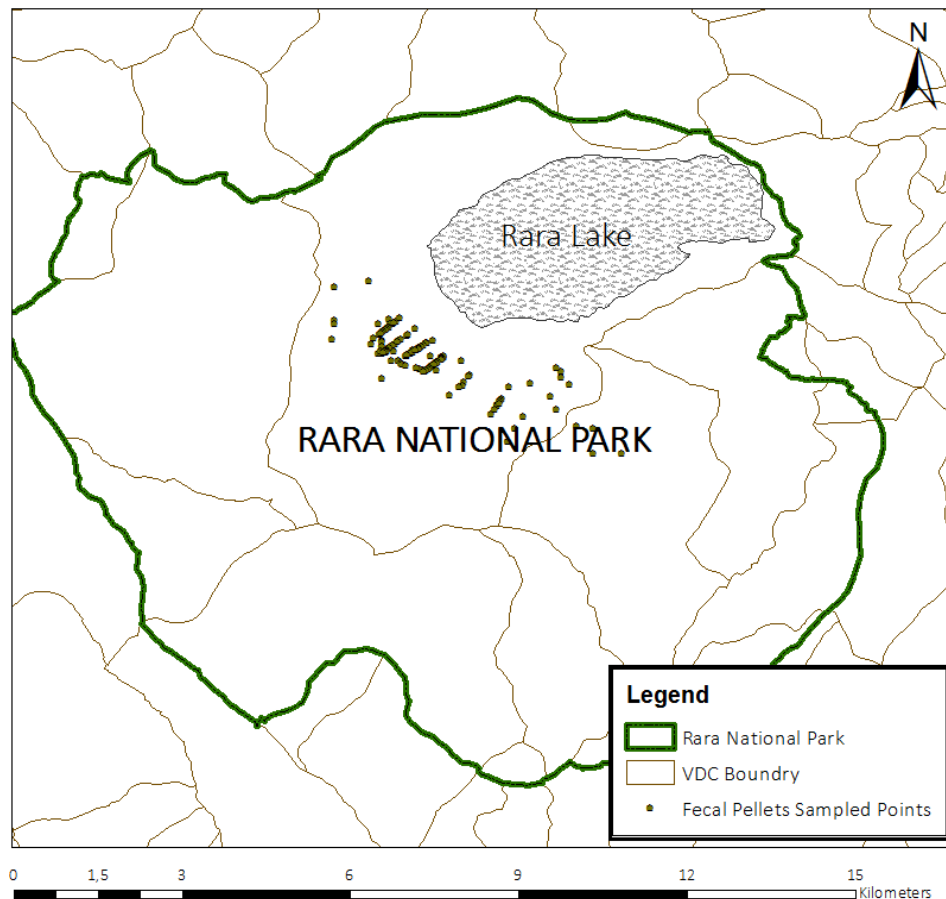 N
Rara Lake
RARA NATIONAL PARK
Legend
Rara National Park
VDC Boundry
Fecal Pellets Sampled Points
0 1,5 3 6 9 12 15
Kilometers